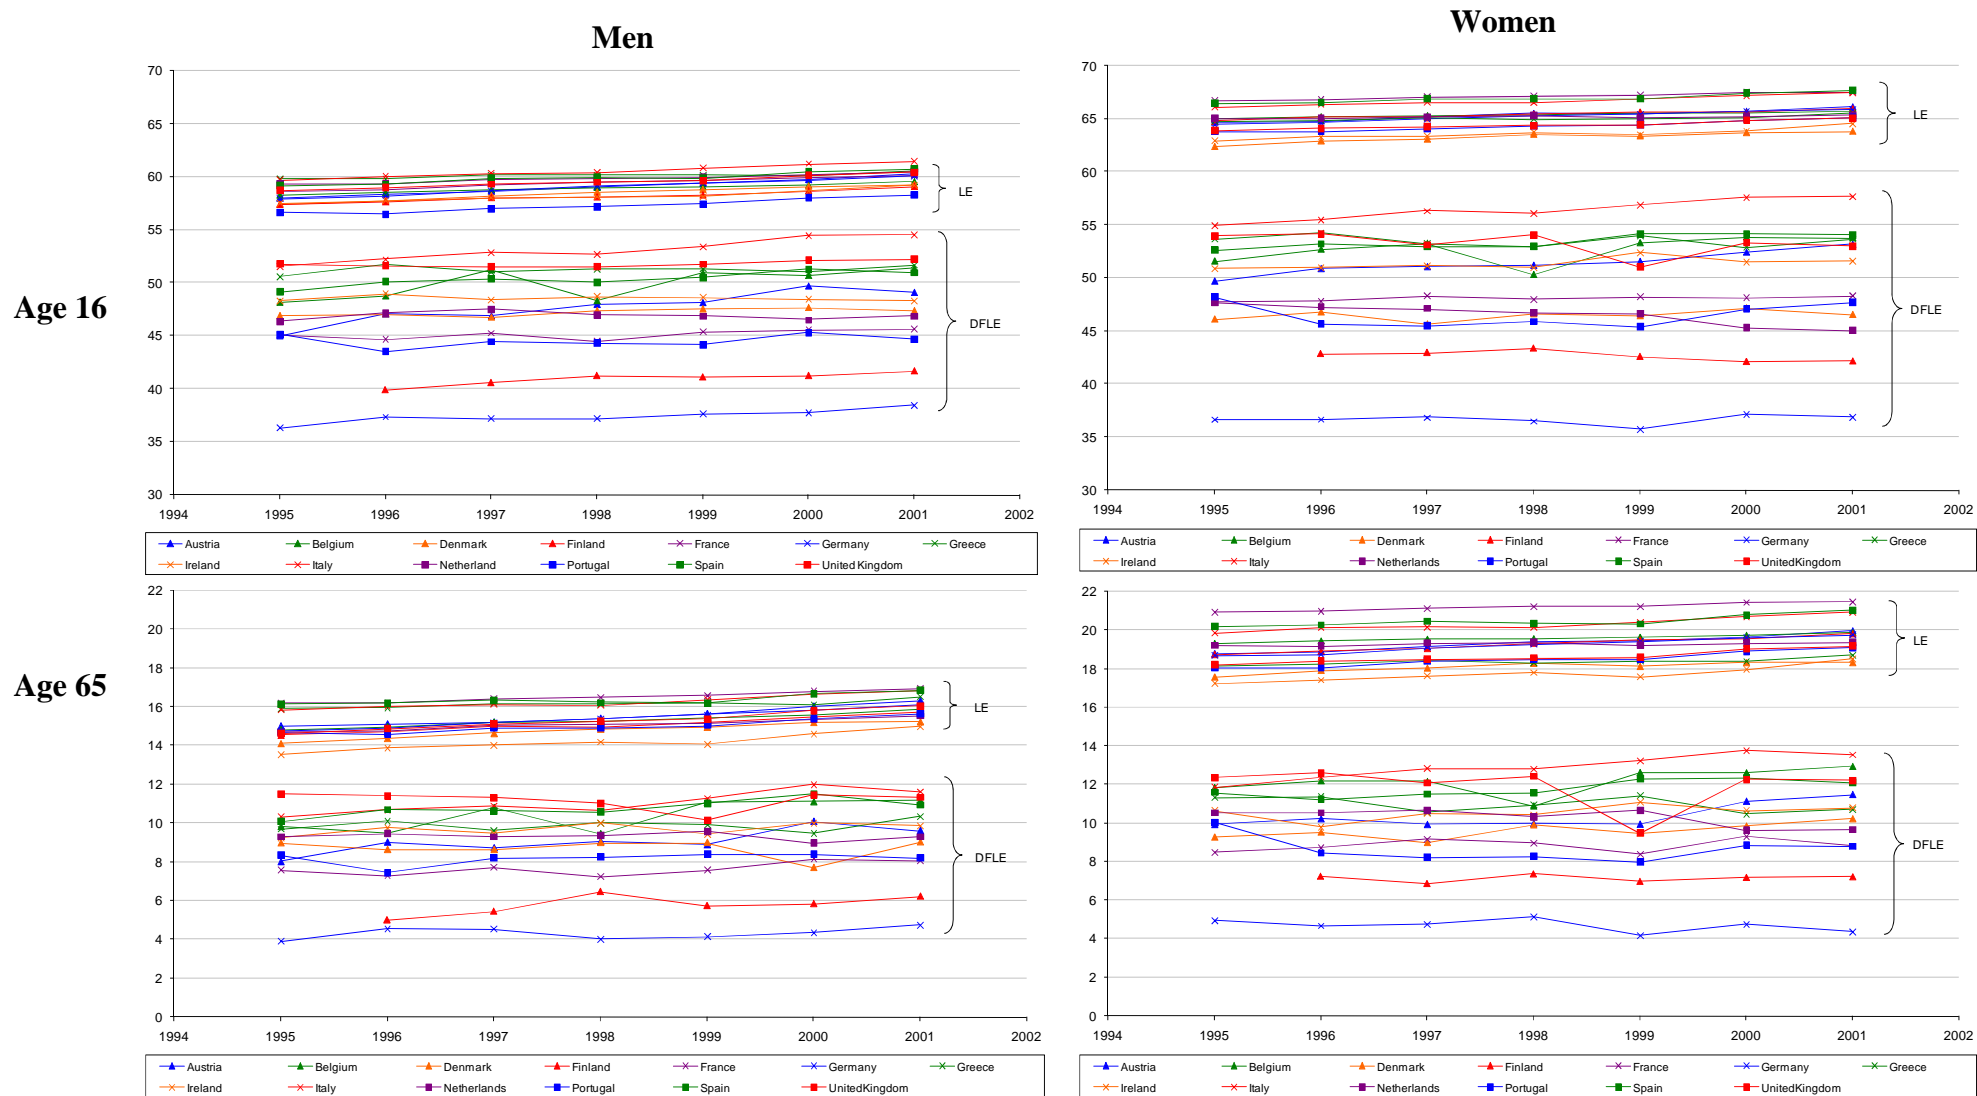 Men
Women
Age 16
70
65
60
55
50
45
40
35
30
LE
DFLE
1994 1995 1996 1997 1998 1999 2000 2001 2002
Austria Belgium Denmark Finland France Germany Greece
Ireland Italy Netherland Portugal Spain United Kingdom
70
65
60
55
50
45
40
35
30
LE
DFLE
1994 1995 1996 1997 1998 1999 2000 2001 2002
Austria Belgium Denmark Finland France Germany Greece
Ireland Italy Netherlands Portugal Spain UnitedKingdom
Age 65
22
20
18
16
14
12
10
8
6
4
2
0
LE
DFLE
1994 1995 1996 1997 1998 1999 2000 2001 2002
Austria Belgium Denmark Finland France Germany Greece
Ireland Italy Netherlands Portugal Spain UnitedKingdom
22
20
18
16
14
12
10
8
6
4
2
0
LE
DFLE
1994 1995 1996 1997 1998 1999 2000 2001 2002
Austria Belgium Denmark Finland France Germany Greece
Ireland Italy Netherlands Portugal Spain UnitedKingdom